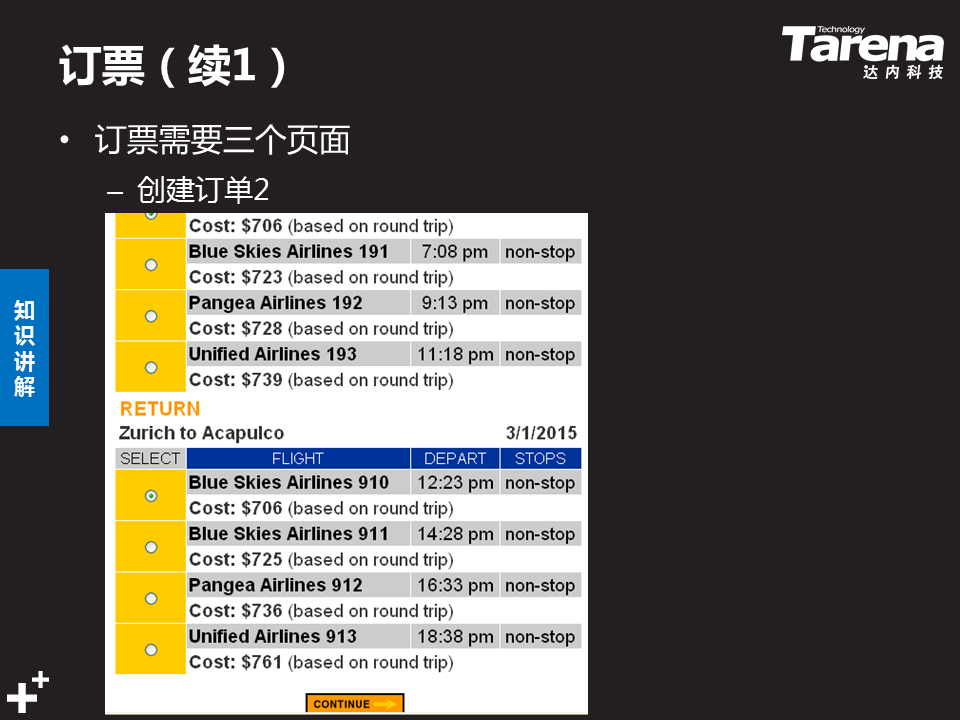 订票（续1）
Technology
Tarena
达内科技
• 订票需要三个页面
– 创建订单2
知识讲解
Cost: $706 (based on round trip)
Blue Skies Airlines 191 7:08 pm non-stop
Cost: $723 (based on round trip)
Pangea Airlines 192 9:13 pm non-stop
Cost: $728 (based on round trip)
Unified Airlines 193 11:18 pm non-stop
Cost: $739 (based on round trip)
RETURN
Zurich to Acapulco 3/1/2015
SELECT FLIGHT DEPART STOPS
Blue Skies Airlines 910 12:23 pm non-stop
Cost: $706 (based on round trip)
Blue Skies Airlines 911 14:28 pm non-stop
Cost: $725 (based on round trip)
Pangea Airlines 912 16:33 pm non-stop
Cost: $736 (based on round trip)
Unified Airlines 913 18:38 pm non-stop
Cost: $761 (based on round trip)
CONTINUE